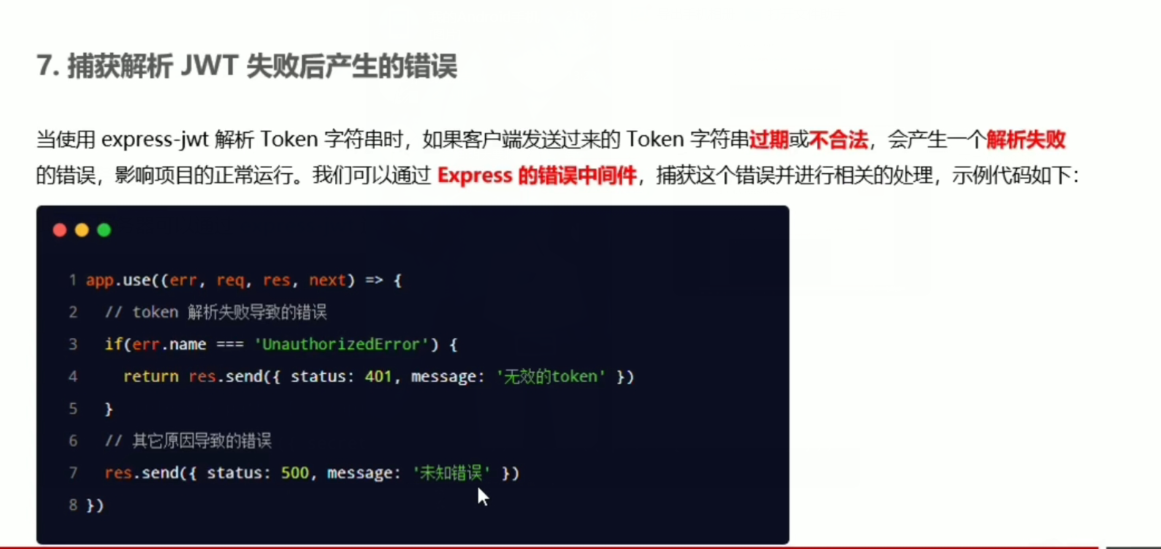 7. 捕获解析 JWT 失败后产生的错误
当使用 express-jwt 解析 Token 字符串时，如果客户端发送过来的 Token 字符串过期或不合法，会产生一个解析失败
的错误，影响项目的正常运行。我们可以通过 Express 的错误中间件，捕获这个错误并进行相关的处理，示例代码如下：
1 app.use((err, req, res, next) => {
2   // token 解析失败导致的错误
3   if(err.name === 'UnauthorizedError') {
4     return res.send({ status: 401, message: '无效的token' })
5   }
6   // 其它原因导致的错误
7   res.send({ status: 500, message: '未知错误' })
8 })